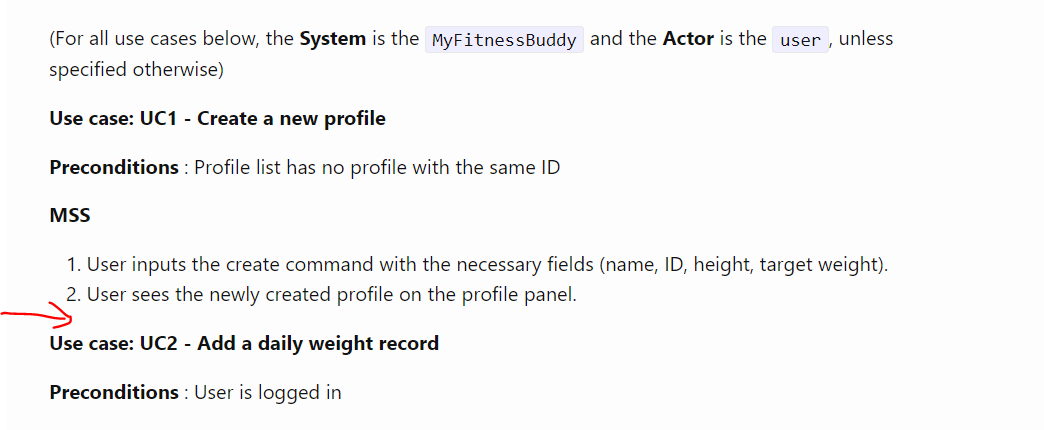 (For all use cases below, the System is the MyFitnessBuddy and the Actor is the user, unless
specified otherwise)
Use case: UC1 - Create a new profile
Preconditions : Profile list has no profile with the same ID
MSS
1. User inputs the create command with the necessary fields (name, ID, height, target weight).
2. User sees the newly created profile on the profile panel.
Use case: UC2 - Add a daily weight record
Preconditions : User is logged in